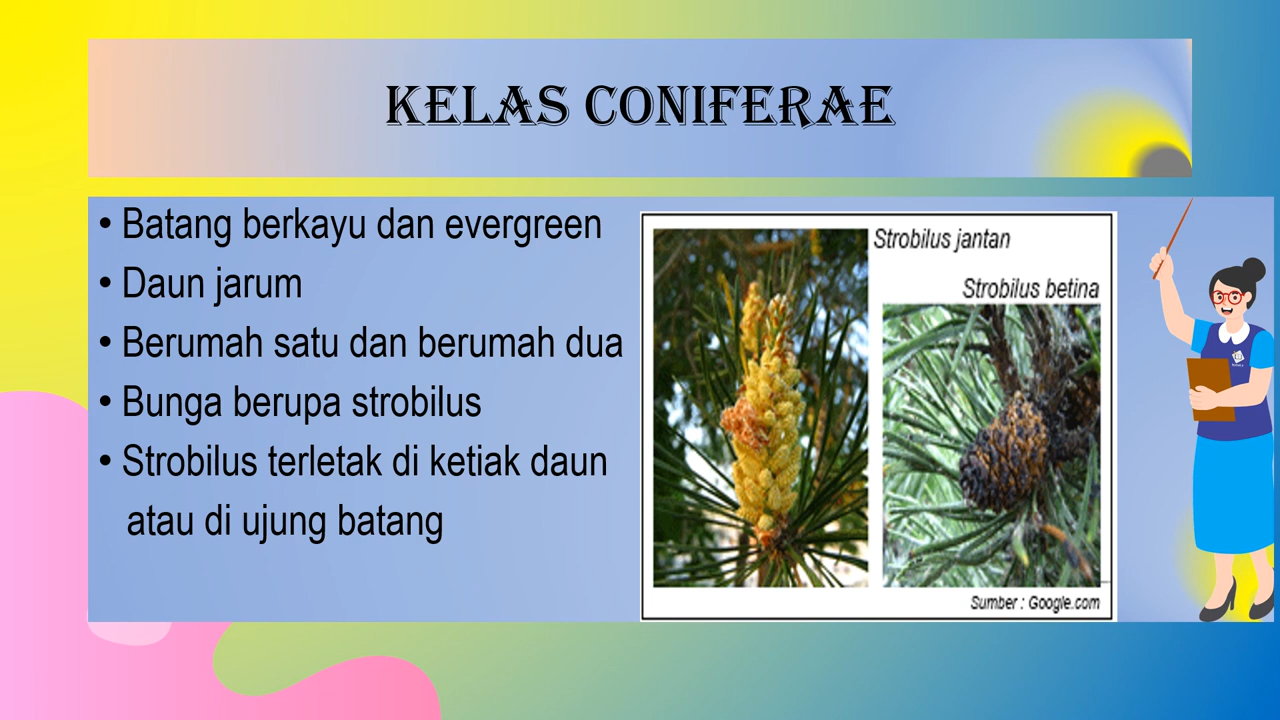 KELAS CONIFERAE
• Batang berkayu dan evergreen
• Daun jarum
• Berumah satu dan berumah dua
• Bunga berupa strobilus
• Strobilus terletak di ketiak daun
atau di ujung batang
Strobilus jantan
Strobilus betina
Sumber : Google.com